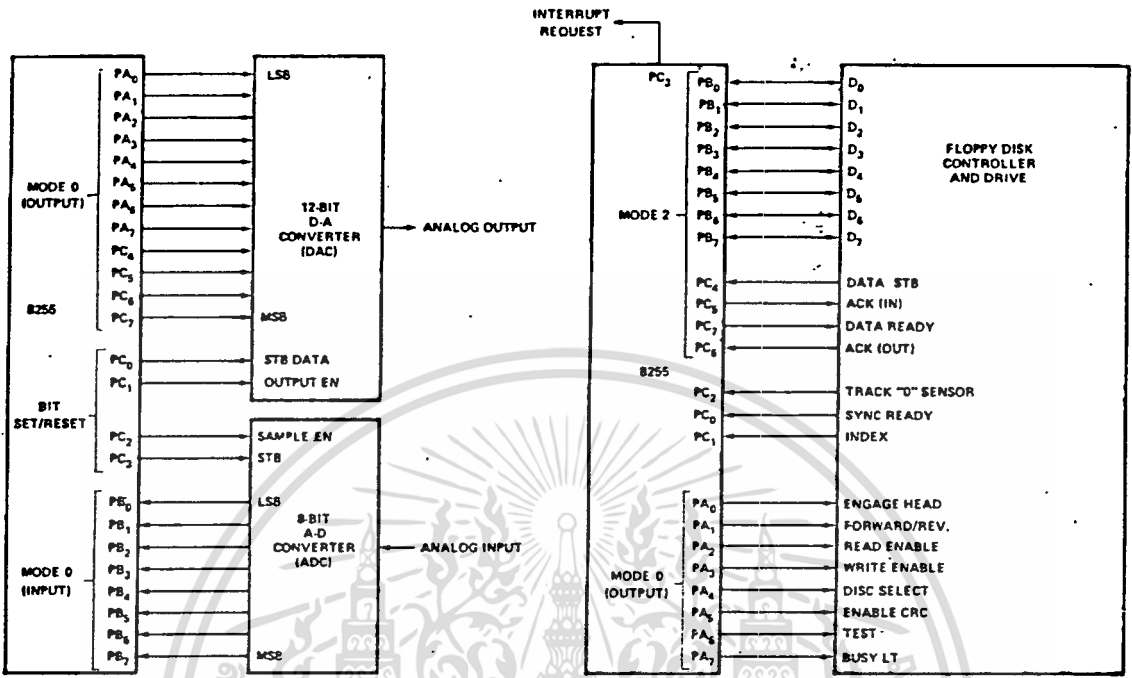 INTERRUPT
REQUEST
PA0
PA1
PA2
PA3
PA4
PA5
PA6
PA7
PC4
PC5
PC6
PC7
MODE 0
(OUTPUT)
8255
PC0
PC1
PC2
PC3
BIT
SET/RESET
PB0
PB1
PB2
PB3
PB4
PB5
PB6
PB7
MODE 0
(INPUT)
LSB
12-BIT
D-A
CONVERTER
(DAC)
MSB
STB DATA
OUTPUT EN
ANALOG OUTPUT
SAMPLE EN
STB
LSB
8-BIT
A-D
CONVERTER
(ADC)
MSB
ANALOG INPUT
PC3
PB0
PB1
PB2
PB3
PB4
PB5
PB6
PB7
MODE 2
PC4
PC5
PC7
PC6
8255
PC2
PC0
PC1
PA0
PA1
PA2
PA3
PA4
PA5
PA6
PA7
MODE 0
(OUTPUT)
D0
D1
D2
D3
D4
D5
D6
D7
FLOPPY DISK
CONTROLLER
AND DRIVE
DATA STB
ACK (IN)
DATA READY
ACK (OUT)
TRACK "0" SENSOR
SYNC READY
INDEX
ENGAGE HEAD
FORWARD/REV.
READ ENABLE
WRITE ENABLE
DISC SELECT
ENABLE CRC
TEST
BUSY LT